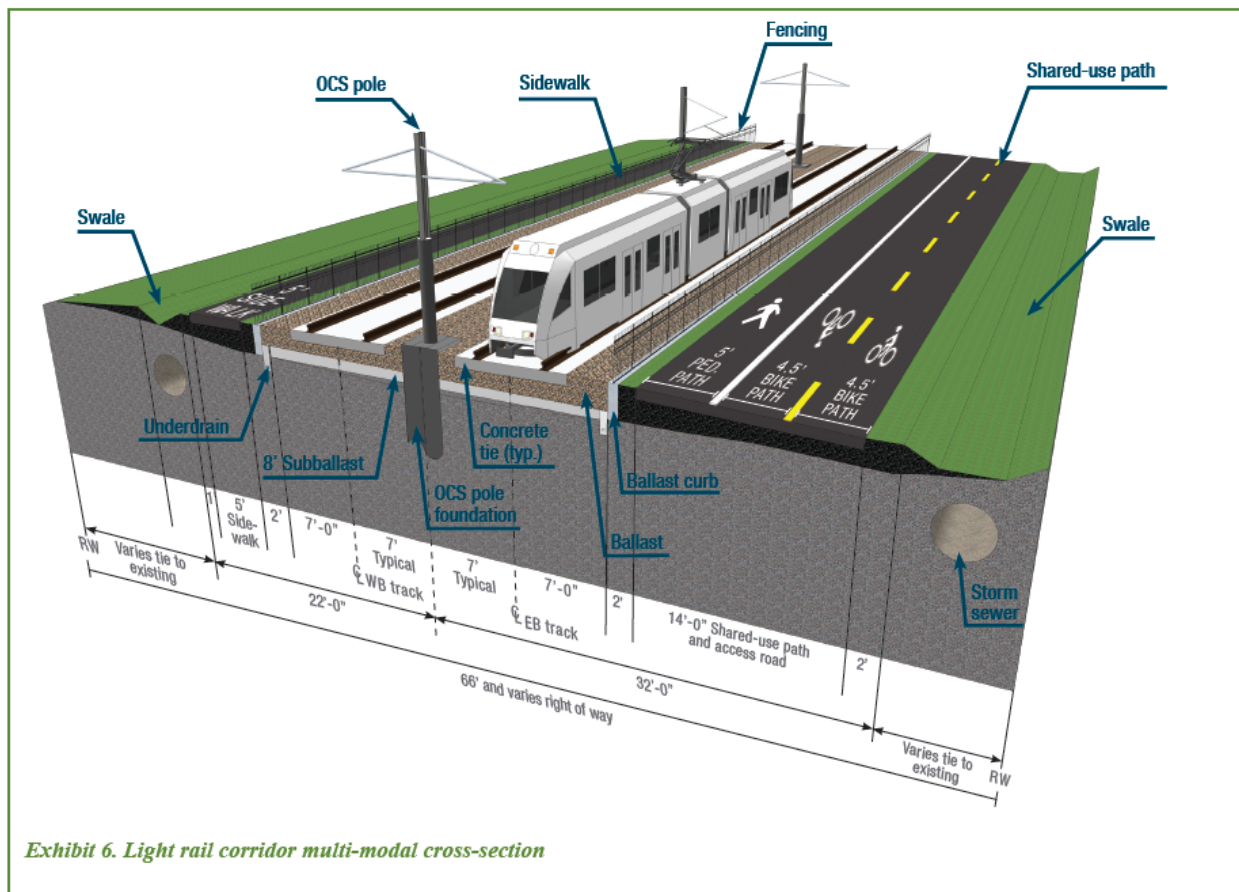 Fencing
Shared-use path
Sidewalk
OCS pole
Swale
Swale
5'
PED.
PATH
4.5'
BIKE
PATH
4.5'
BIKE
PATH
Underdrain
8' Subballast
Concrete
tie (typ.)
OCS pole
foundation
Ballast curb
Ballast
Storm
sewer
RW
Varies tie to
existing
1'
5'
Side-
walk
2'
7'-0"
7'
Typical
℄ WB track
7'
Typical
℄ EB track
7'-0"
2'
14'-0" Shared-use path
and access road
2'
22'-0"
32'-0"
Varies tie to
existing
RW
66' and varies right of way
Exhibit 6. Light rail corridor multi-modal cross-section